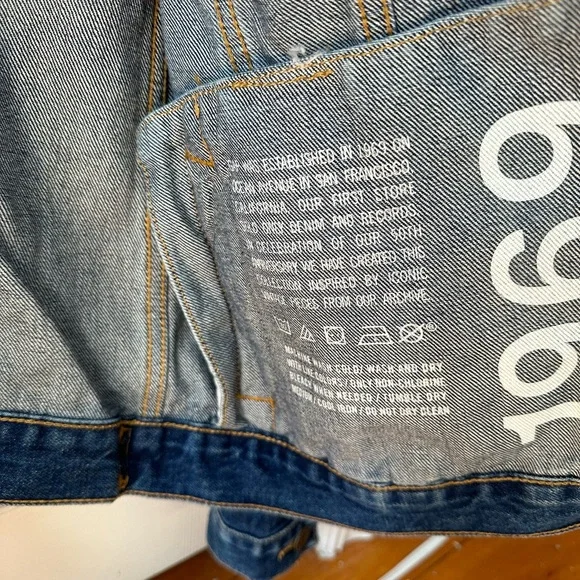 GAP WAS ESTABLISHED IN 1969 ON
OCEAN AVENUE IN SAN FRANCISCO,
CALIFORNIA. OUR FIRST STORE
SOLD ONLY DENIM AND RECORDS.
IN CELEBRATION OF OUR 50TH
ANNIVERSARY WE HAVE CREATED THIS
COLLECTION INSPIRED BY ICONIC
PIECES FROM OUR ARCHIVE.
MACHINE WASH COLD/ WASH AND DRY
WITH LIKE COLORS / ONLY NON-CHLORINE
BLEACH WHEN NEEDED / TUMBLE DRY
MEDIUM / COOL IRON / DO NOT DRY CLEAN
1969